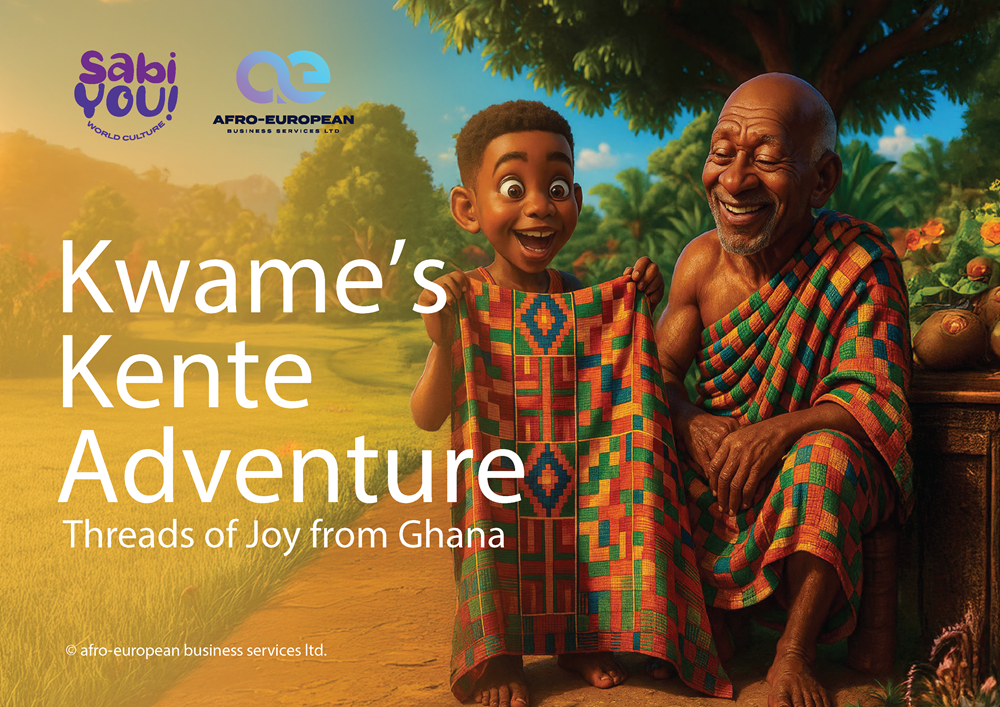 Sabi
YOU!
WORLD CULTURE
ae
AFRO-EUROPEAN
BUSINESS SERVICES LTD
Kwame’s
Kente
Adventure
Threads of Joy from Ghana
© afro-european business services ltd.